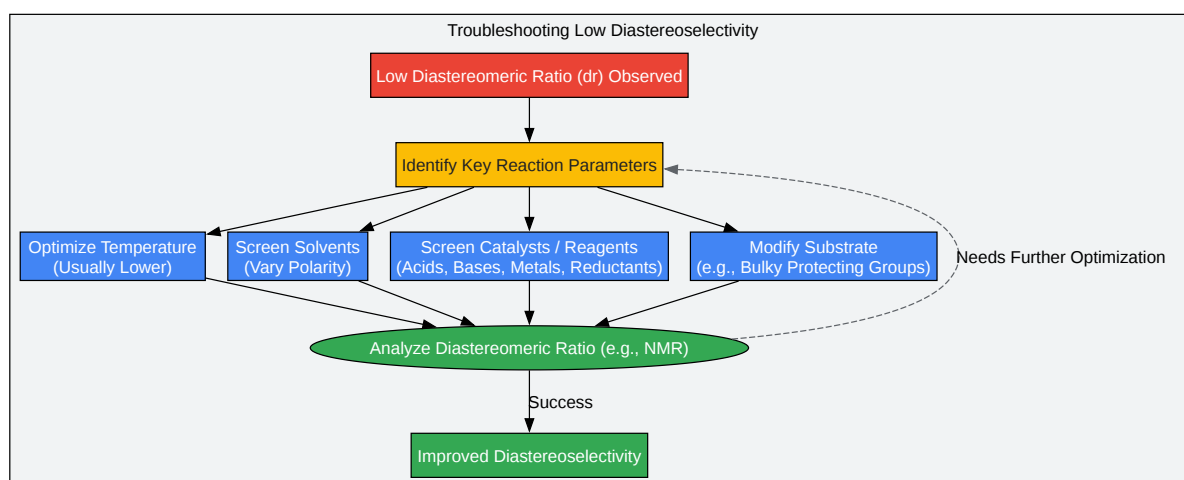 Troubleshooting Low Diastereoselectivity
Low Diastereomeric Ratio (dr) Observed
Identify Key Reaction Parameters
Optimize Temperature
(Usually Lower)
Screen Solvents
(Vary Polarity)
Screen Catalysts / Reagents
(Acids, Bases, Metals, Reductants)
Modify Substrate
(e.g., Bulky Protecting Groups)
Needs Further Optimization
Analyze Diastereomeric Ratio (e.g., NMR)
Success
Improved Diastereoselectivity